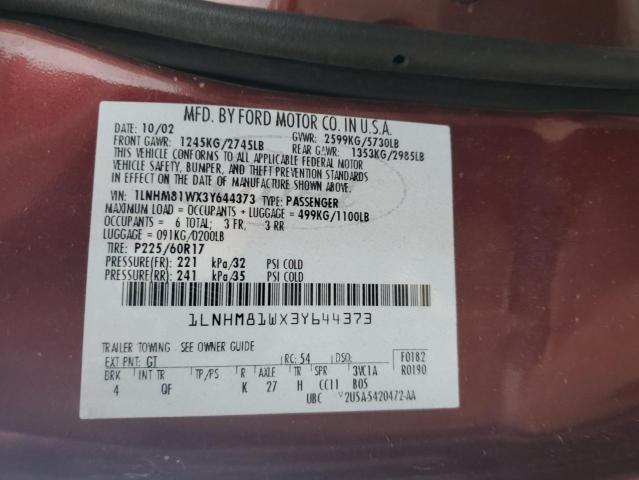 MFD. BY FORD MOTOR CO. IN U.S.A.
DATE: 10/02 GVWR: 2599KG/5730LB
FRONT GAWR: 1245KG/2745LB REAR GAWR: 1353KG/2985LB
THIS VEHICLE CONFORMS TO ALL APPLICABLE FEDERAL MOTOR
VEHICLE SAFETY, BUMPER, AND THEFT PREVENTION STANDARDS
IN EFFECT ON THE DATE OF MANUFACTURE SHOWN ABOVE.
VIN: 1LNHM81WX3Y644373 TYPE: PASSENGER
MAXIMUM LOAD = OCCUPANTS + LUGGAGE = 499KG/1100LB
OCCUPANTS = 6 TOTAL; 3 FR, 3 RR
LUGGAGE = 091KG/0200LB
TIRE: P225/60R17
PRESSURE(FR): 221 kPa/32 PSI COLD
PRESSURE(RR): 241 kPa/35 PSI COLD
1LNHM81WX3Y644373
TRAILER TOWING - SEE OWNER GUIDE
EXT PNT: GT RC: 54 DSO: F0182
BRK INT TR TP/PS R AXLE TR SPR 3VC1A R0190
4 QF K 27 H CC11 B05
UBC 2U5A-5420472-AA